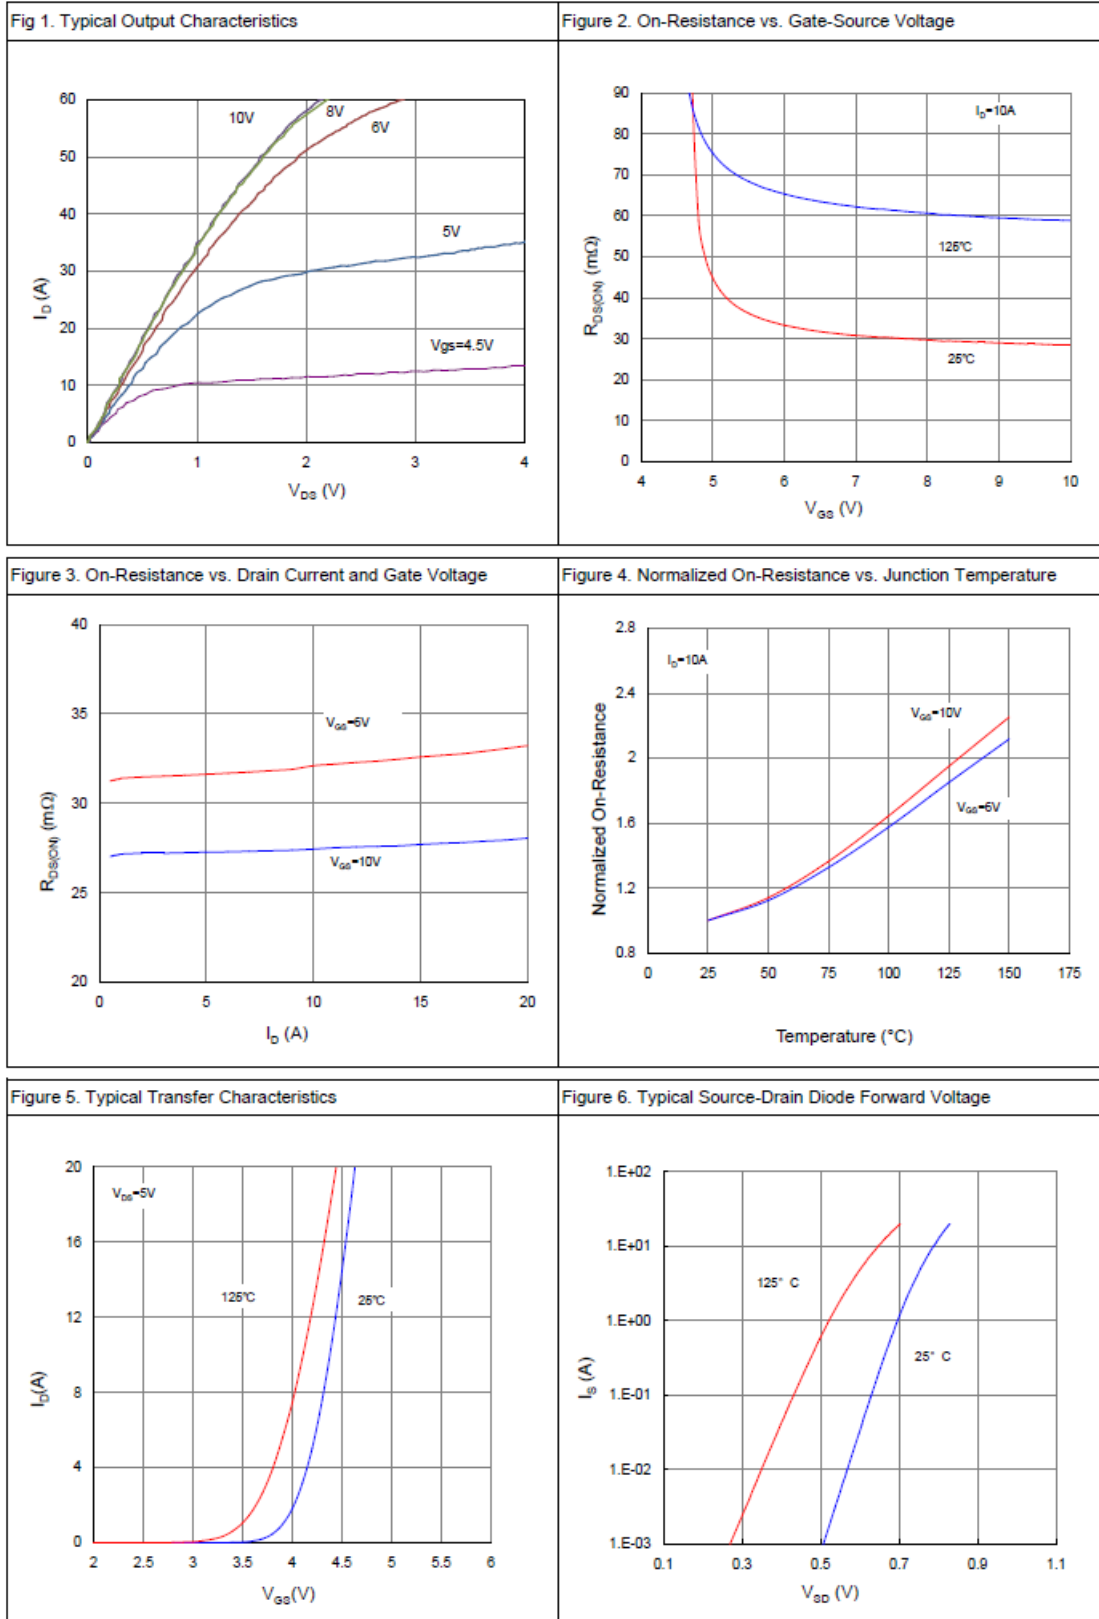 Fig 1. Typical Output Characteristics
60
50
40
30
20
10
0
0 1 2 3 4
I_D (A)
V_DS (V)
10V
8V
6V
5V
Vgs=4.5V
Figure 2. On-Resistance vs. Gate-Source Voltage
90
80
70
60
50
40
30
20
10
0
4 5 6 7 8 9 10
R_DS(ON) (mΩ)
V_GS (V)
I_D=10A
125℃
25℃
Figure 3. On-Resistance vs. Drain Current and Gate Voltage
40
35
30
25
20
0 5 10 15 20
R_DS(ON) (mΩ)
I_D (A)
V_GS=6V
V_GS=10V
Figure 4. Normalized On-Resistance vs. Junction Temperature
2.8
2.4
2
1.6
1.2
0.8
0 25 50 75 100 125 150 175
Normalized On-Resistance
Temperature (°C)
I_D=10A
V_GS=10V
V_GS=6V
Figure 5. Typical Transfer Characteristics
20
16
12
8
4
0
2 2.5 3 3.5 4 4.5 5 5.5 6
I_D(A)
V_GS(V)
V_DS=5V
125℃
25℃
Figure 6. Typical Source-Drain Diode Forward Voltage
1.E+02
1.E+01
1.E+00
1.E-01
1.E-02
1.E-03
0.1 0.3 0.5 0.7 0.9 1.1
I_S (A)
V_SD (V)
125° C
25° C